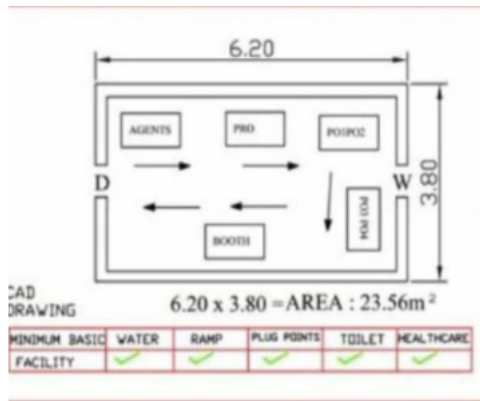 6.20
AGENTS
PRO
PO1PO2
D
W
3.80
BOOTH
PO3 PO4
CAD
DRAWING
6.20 x 3.80 = AREA : 23.56m²
MINIMUM BASIC FACILITY
WATER
RAMP
PLUG POINTS
TOILET
HEALTHCARE